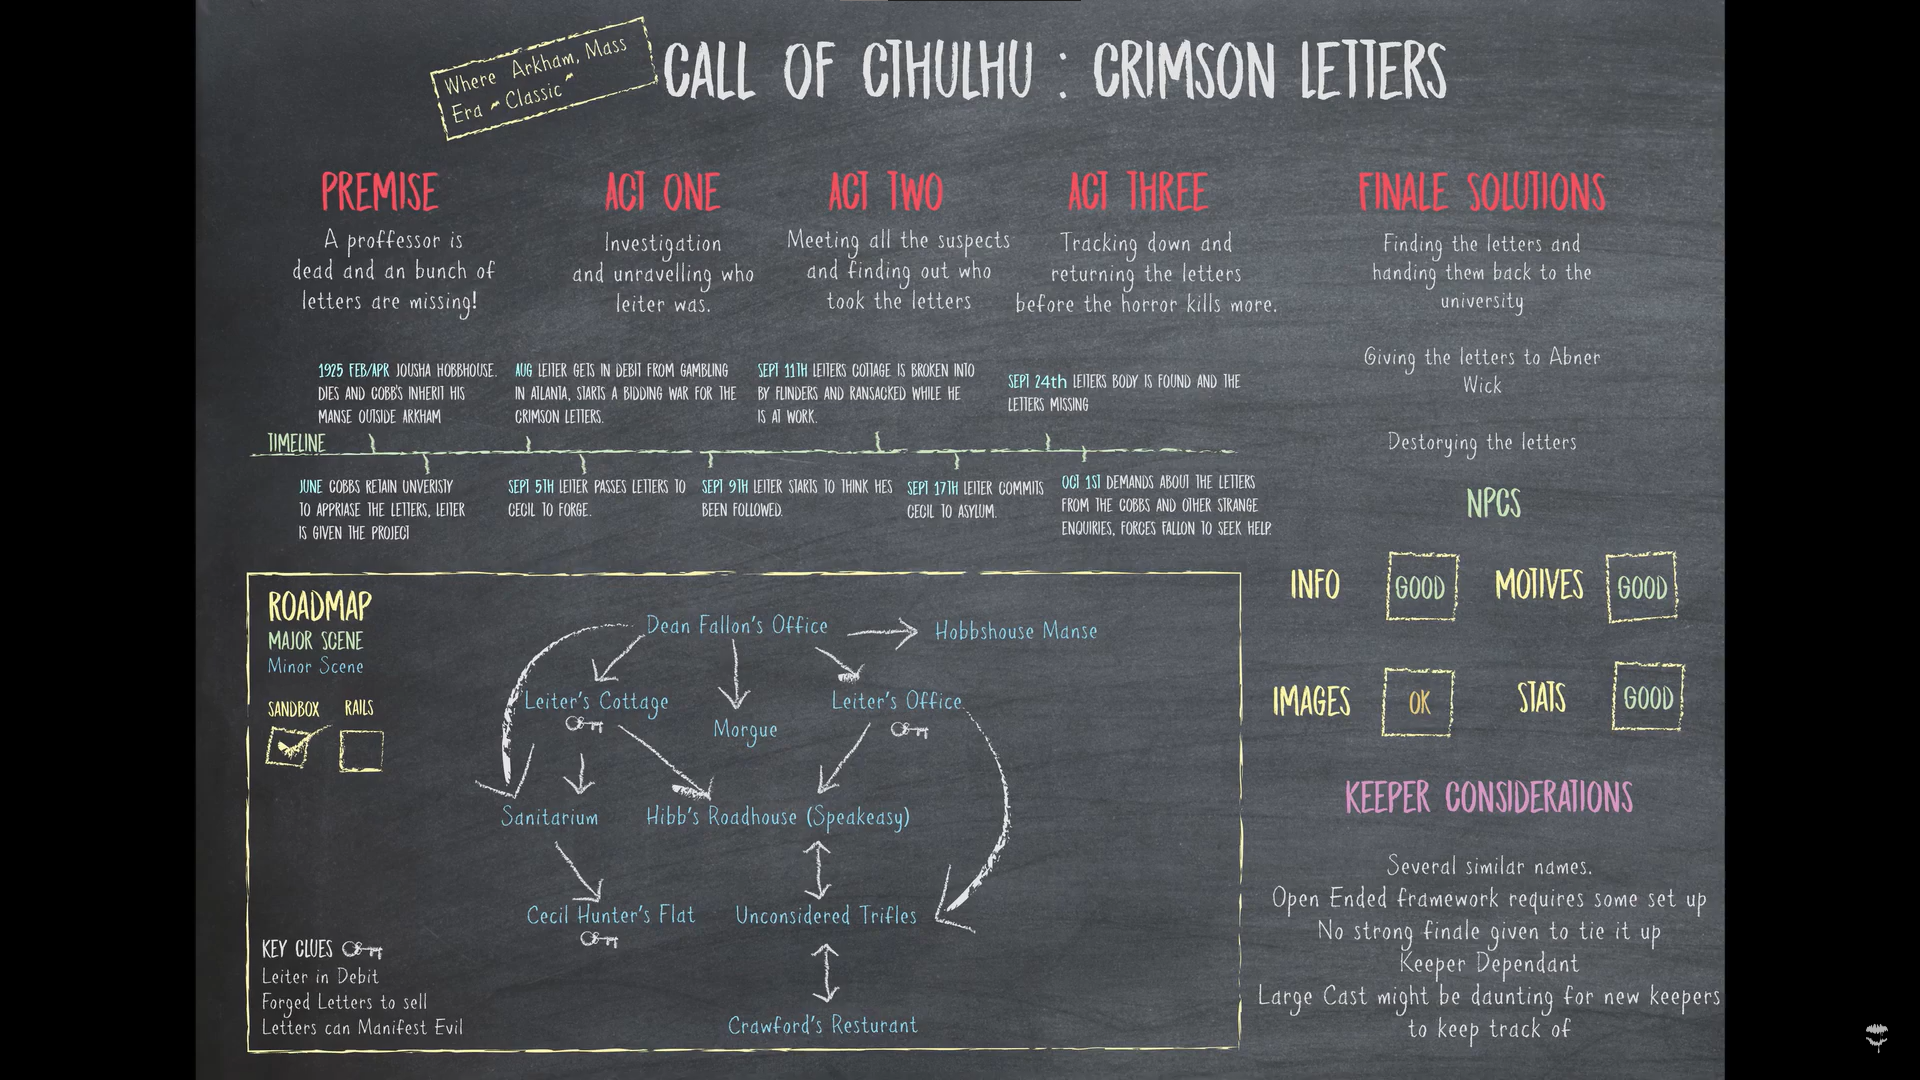 Where Arkham, Mass
Era - Classic
CALL OF CTHULHU : CRIMSON LETTERS
PREMISE
A proffessor is
dead and an bunch of
letters are missing!
ACT ONE
Investigation
and unravelling who
leiter was.
ACT TWO
Meeting all the suspects
and finding out who
took the letters
ACT THREE
Tracking down and
returning the letters
before the horror kills more.
FINALE SOLUTIONS
Finding the letters and
handing them back to the
university
Giving the letters to Abner
Wick
Destorying the letters
1925 FEB/APR JOUSHA HOBBHOUSE.
DIES AND COBB'S INHERIT HIS
MANSE OUTSIDE ARKHAM
AUG LEITER GETS IN DEBIT FROM GAMBLING
IN ATLANTA, STARTS A BIDDING WAR FOR THE
CRIMSON LETTERS.
SEPT 11TH LEITERS COTTAGE IS BROKEN INTO
BY FLINDERS AND RANSACKED WHILE HE
IS AT WORK.
SEPT 24th LEITERS BODY IS FOUND AND THE
LETTERS MISSING
TIMELINE
JUNE COBBS RETAIN UNVERISTY
TO APPRIASE THE LETTERS, LEITER
IS GIVEN THE PROJECT
SEPT 5TH LEITER PASSES LETTERS TO
CECIL TO FORGE.
SEPT 9TH LEITER STARTS TO THINK HES
BEEN FOLLOWED.
SEPT 17TH LEITER COMMITS
CECIL TO ASYLUM.
OCT 1ST DEMANDS ABOUT THE LETTERS
FROM THE COBBS AND OTHER STRANGE
ENQUIRIES, FORCES FALLON TO SEEK HELP.
ROADMAP
MAJOR SCENE
Minor Scene
SANDBOX RAILS
Dean Fallon's Office
Hobbshouse Manse
Leiter's Cottage
Morgue
Leiter's Office
Sanitarium
Hibb's Roadhouse (Speakeasy)
Cecil Hunter's Flat
Unconsidered Trifles
Crawford's Resturant
KEY CLUES
Leiter in Debit
Forged Letters to sell
Letters can Manifest Evil
NPCS
INFO GOOD MOTIVES GOOD
IMAGES OK STATS GOOD
KEEPER CONSIDERATIONS
Several similar names.
Open Ended framework requires some set up
No strong finale given to tie it up
Keeper Dependant
Large Cast might be daunting for new keepers
to keep track of